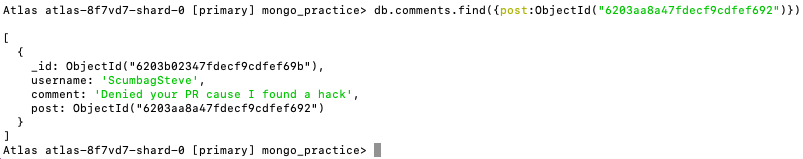 Atlas atlas-8f7vd7-shard-0 [primary] mongo_practice> db.comments.find({post:ObjectId("6203aa8a47fdecf9cdfef692")})
[
  {
    _id: ObjectId("6203b02347fdecf9cdfef69b"),
    username: 'ScumbagSteve',
    comment: 'Denied your PR cause I found a hack',
    post: ObjectId("6203aa8a47fdecf9cdfef692")
  }
]
Atlas atlas-8f7vd7-shard-0 [primary] mongo_practice>